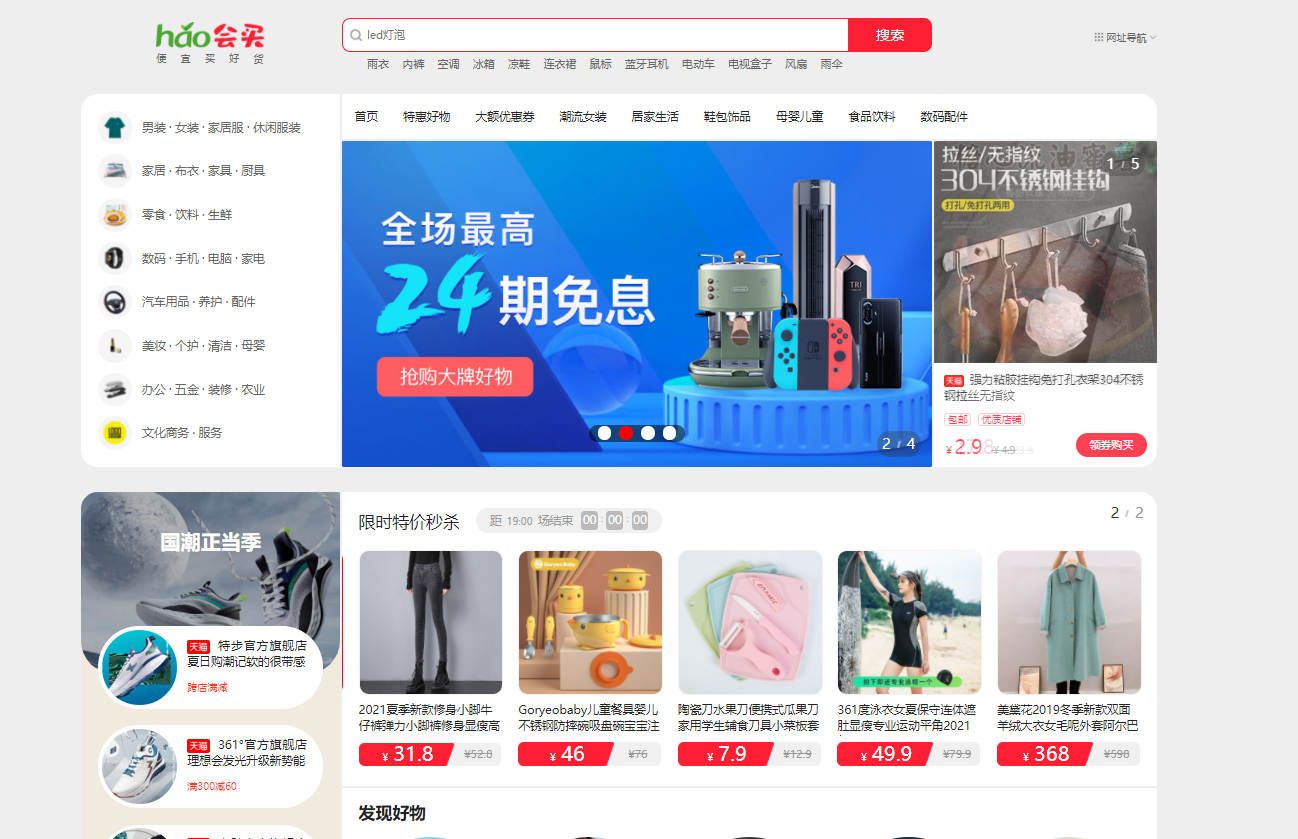 hǎo会买
便宜买好货
led灯泡
搜索
网址导航
雨衣 内裤 空调 冰箱 凉鞋 连衣裙 鼠标 蓝牙耳机 电动车 电视盒子 风扇 雨伞
男装 · 女装 · 家居服 · 休闲服装
家居 · 布衣 · 家具 · 厨具
零食 · 饮料 · 生鲜
数码 · 手机 · 电脑 · 家电
汽车用品 · 养护 · 配件
美妆 · 个护 · 清洁 · 母婴
办公 · 五金 · 装修 · 农业
文化商务 · 服务
首页 特惠好物 大额优惠券 潮流女装 居家生活 鞋包饰品 母婴儿童 食品饮料 数码配件
全场最高
24期免息
抢购大牌好物
2 / 4
拉丝/无指纹
1 / 5
304不锈钢挂钩
打孔/免打孔两用
天猫 强力粘胶挂钩免打孔衣架304不锈
钢拉丝无指纹
包邮 优质店铺
¥ 2.9 ¥ 4.9
领券购买
国潮正当季
天猫 特步官方旗舰店
夏日购潮记软的很带感
跨店满减
天猫 361°官方旗舰店
理想会发光升级新势能
满300减60
限时特价秒杀
距 19:00 场结束 00 : 00 : 00
2 / 2
Goryeo Baby
拍下即送专业泳帽一个
2021夏季新款修身小脚牛
仔裤弹力小脚裤修身显瘦高
¥ 31.8 ¥52.8
Goryeobaby儿童餐具婴儿
不锈钢防摔碗吸盘碗宝宝注
¥ 46 ¥76
陶瓷刀水果刀便携式瓜果刀
家用学生辅食刀具小菜板套
¥ 7.9 ¥12.9
361度泳衣女夏保守连体遮
肚显瘦专业运动平角2021
¥ 49.9 ¥79.9
美黛花2019冬季新款双面
羊绒大衣女毛呢外套阿尔巴
¥ 368 ¥598
发现好物